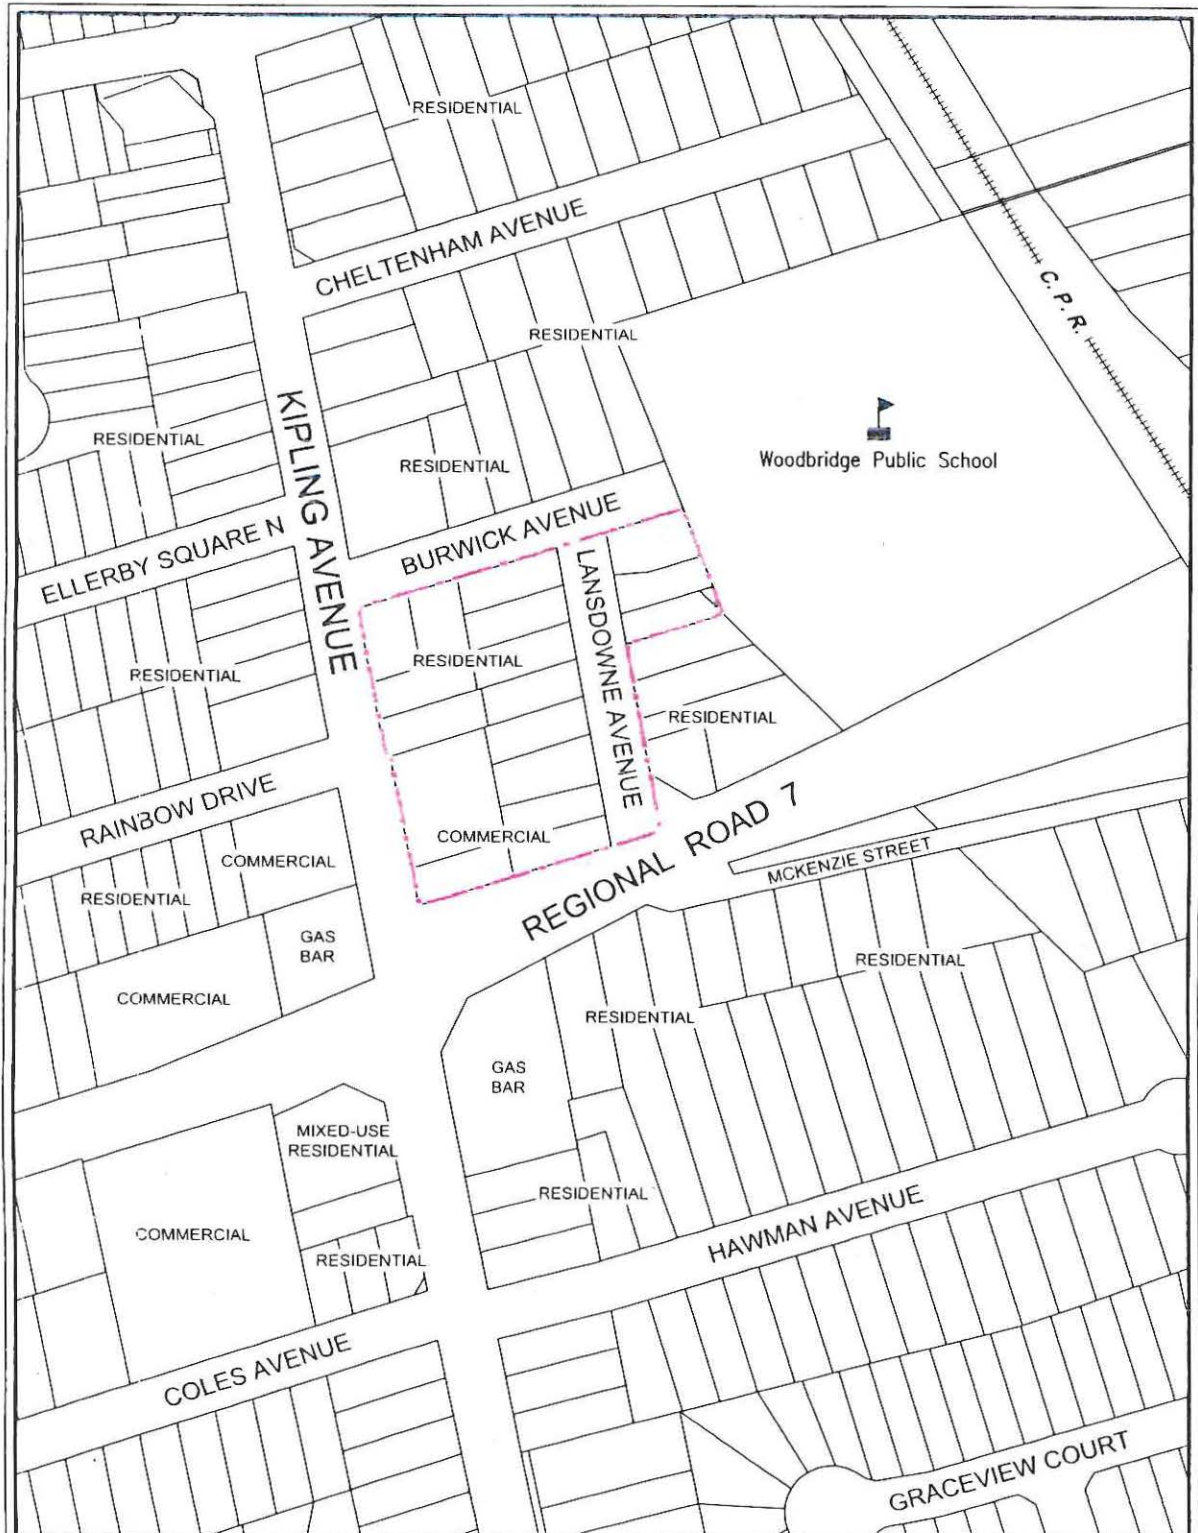 RESIDENTIAL
CHELTENHAM AVENUE
C.P.R.
RESIDENTIAL
KIPLING AVENUE
RESIDENTIAL
RESIDENTIAL
Woodbridge Public School
ELLERBY SQUARE N
BURWICK AVENUE
LANSDOWNE AVENUE
RESIDENTIAL
RESIDENTIAL
RESIDENTIAL
RAINBOW DRIVE
COMMERCIAL
REGIONAL ROAD 7
MCKENZIE STREET
COMMERCIAL
RESIDENTIAL
GAS
BAR
COMMERCIAL
RESIDENTIAL
RESIDENTIAL
GAS
BAR
MIXED-USE
RESIDENTIAL
RESIDENTIAL
COMMERCIAL
RESIDENTIAL
HAWMAN AVENUE
COLES AVENUE
GRACEVIEW COURT